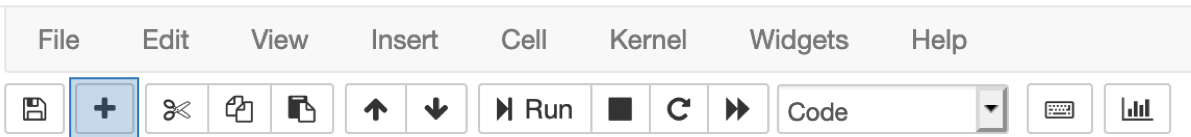 File Edit View Insert Cell Kernel Widgets Help
Run Code